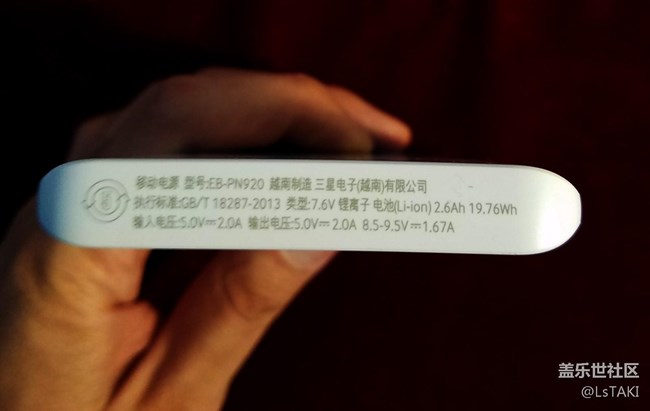 移动电源 型号:EB-PN920 越南制造 三星电子(越南)有限公司
执行标准:GB/T 18287-2013 类型:7.6V 锂离子 电池(Li-ion) 2.6Ah 19.76Wh
输入电压:5.0V⎓2.0A 输出电压:5.0V⎓2.0A 8.5-9.5V⎓1.67A
盖乐世社区
@LsTAKI